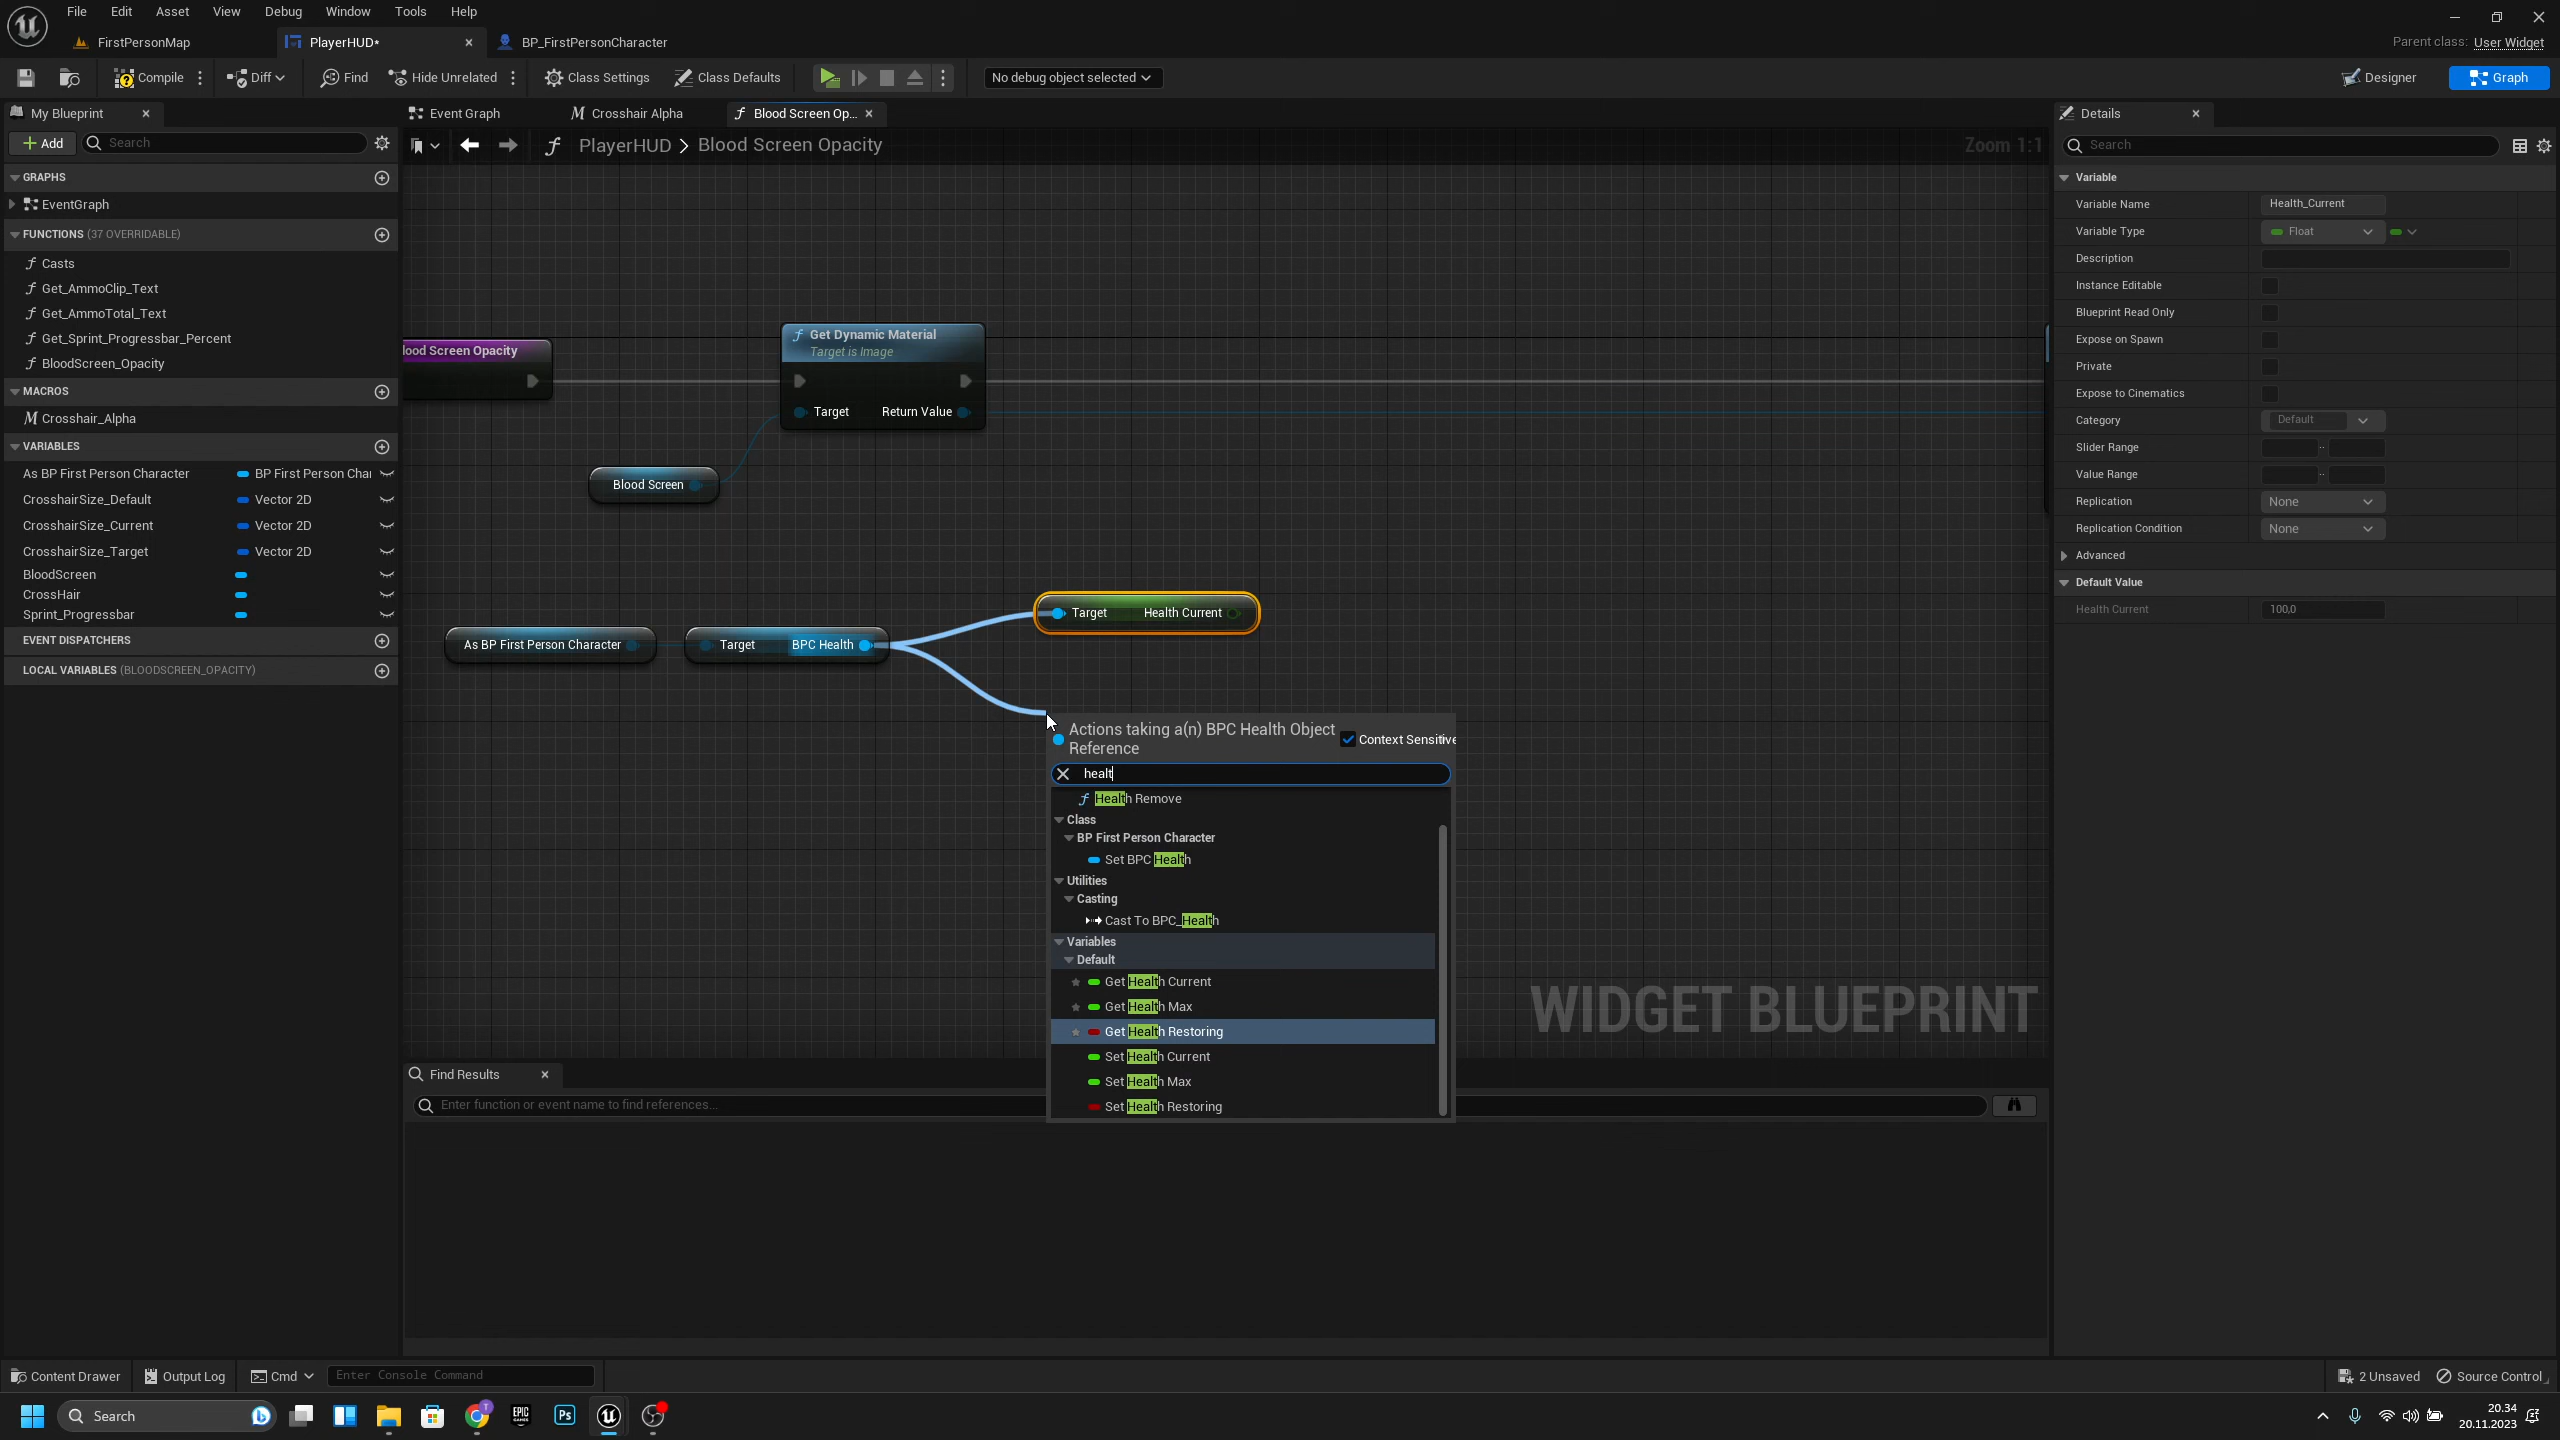 File Edit Asset View Debug Window Tools Help
FirstPersonMap PlayerHUD* BP_FirstPersonCharacter
Parent class: User Widget
Compile Diff Find Hide Unrelated Class Settings Class Defaults No debug object selected Designer Graph
My Blueprint
Add Search
GRAPHS
EventGraph
FUNCTIONS (37 OVERRIDABLE)
Casts
Get_AmmoClip_Text
Get_AmmoTotal_Text
Get_Sprint_Progressbar_Percent
BloodScreen_Opacity
MACROS
Crosshair_Alpha
VARIABLES
As BP First Person Character BP First Person Char
CrosshairSize_Default Vector 2D
CrosshairSize_Current Vector 2D
CrosshairSize_Target Vector 2D
BloodScreen
CrossHair
Sprint_Progressbar
EVENT DISPATCHERS
LOCAL VARIABLES (BLOODSCREEN_OPACITY)
Event Graph Crosshair Alpha Blood Screen Op...
PlayerHUD > Blood Screen Opacity
Zoom 1:1
lood Screen Opacity
Get Dynamic Material
Target is Image
Target Return Value
Blood Screen
As BP First Person Character
Target BPC Health
Target Health Current
Actions taking a(n) BPC Health Object
Reference
Context Sensitive
healt
Health Remove
Class
BP First Person Character
Set BPC Health
Utilities
Casting
Cast To BPC_Health
Variables
Default
Get Health Current
Get Health Max
Get Health Restoring
Set Health Current
Set Health Max
Set Health Restoring
WIDGET BLUEPRINT
Find Results
Enter function or event name to find references...
Details
Search
Variable
Variable Name Health_Current
Variable Type Float
Description
Instance Editable
Blueprint Read Only
Expose on Spawn
Private
Expose to Cinematics
Category Default
Slider Range
Value Range
Replication None
Replication Condition None
Advanced
Default Value
Health Current 100,0
Content Drawer Output Log Cmd Enter Console Command
2 Unsaved Source Control
Search
Ps
20.34
20.11.2023